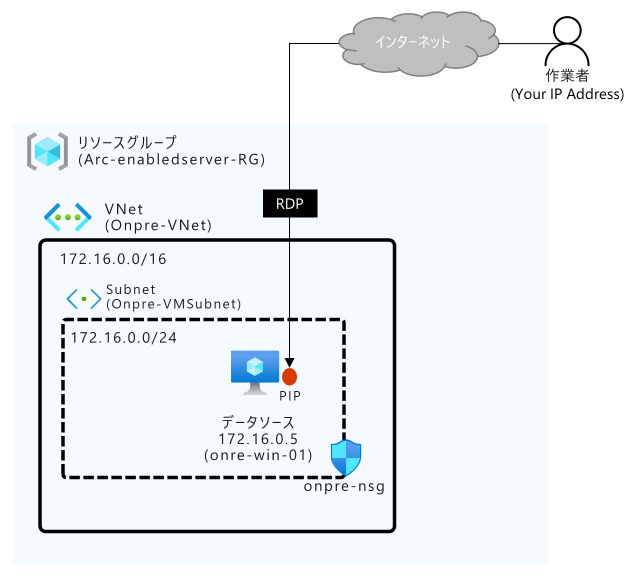 インターネット
作業者
(Your IP Address)
リソースグループ
(Arc-enabledserver-RG)
RDP
VNet
(Onpre-VNet)
172.16.0.0/16
Subnet
(Onpre-VMSubnet)
172.16.0.0/24
PIP
データソース
172.16.0.5
(onre-win-01)
onpre-nsg